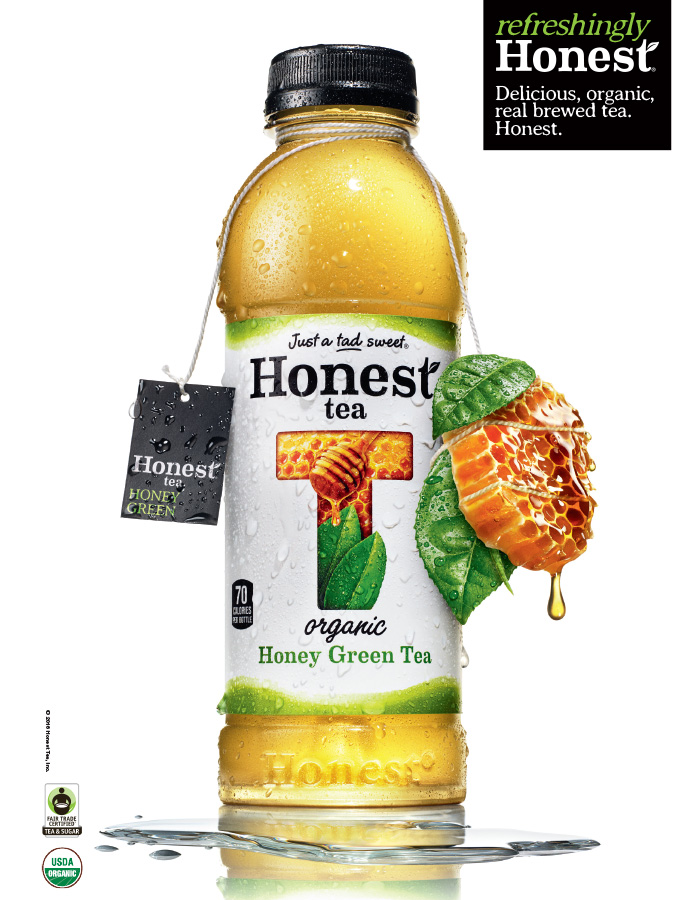 refreshingly
Honest
Delicious, organic,
real brewed tea.
Honest.
Just a tad sweet®
Honest
tea
Honest
tea
HONEY
GREEN
70
CALORIES
PER BOTTLE
organic
Honey Green Tea
Honest
© 2016 Honest Tea, Inc.
FAIR TRADE
CERTIFIED
TEA & SUGAR
USDA
ORGANIC